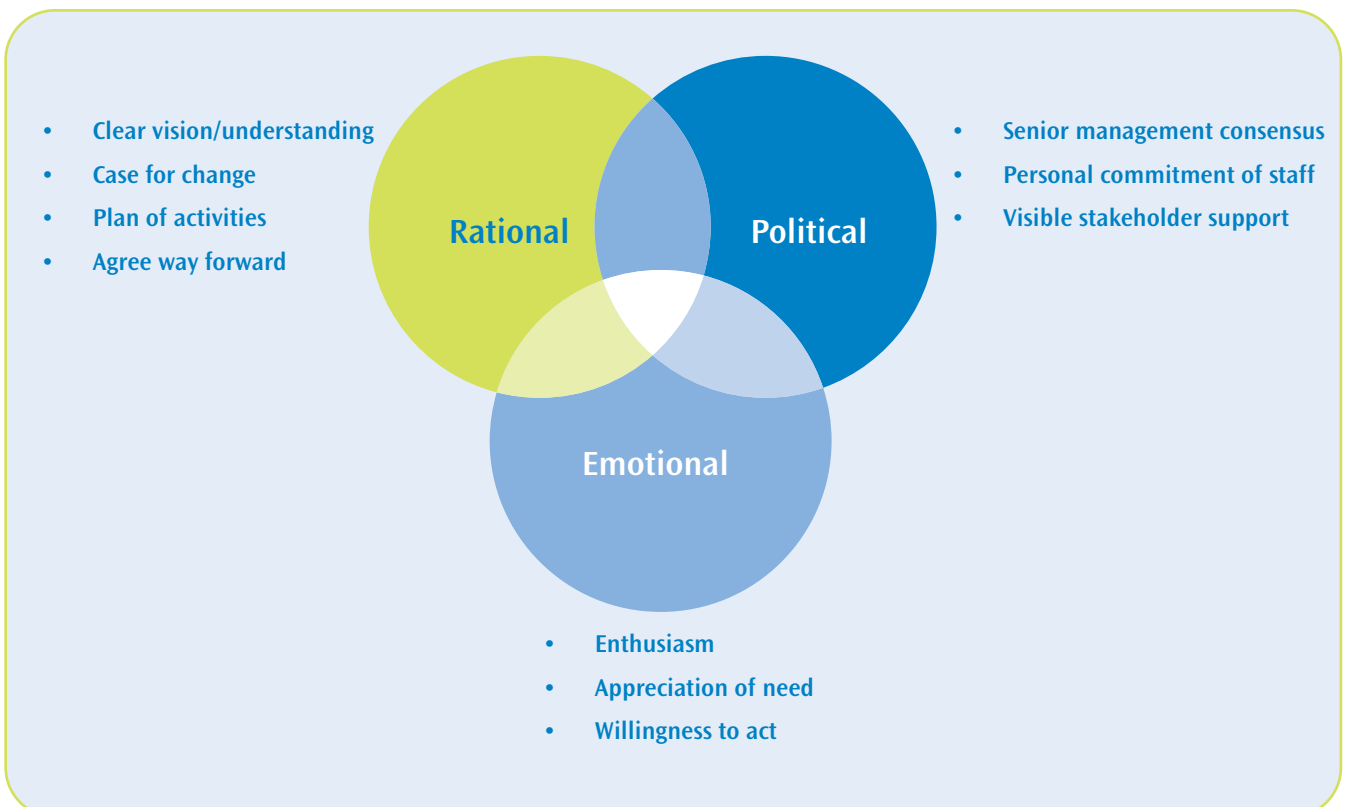 • Clear vision/understanding
• Case for change
• Plan of activities
• Agree way forward
Rational
Political
• Senior management consensus
• Personal commitment of staff
• Visible stakeholder support
Emotional
• Enthusiasm
• Appreciation of need
• Willingness to act